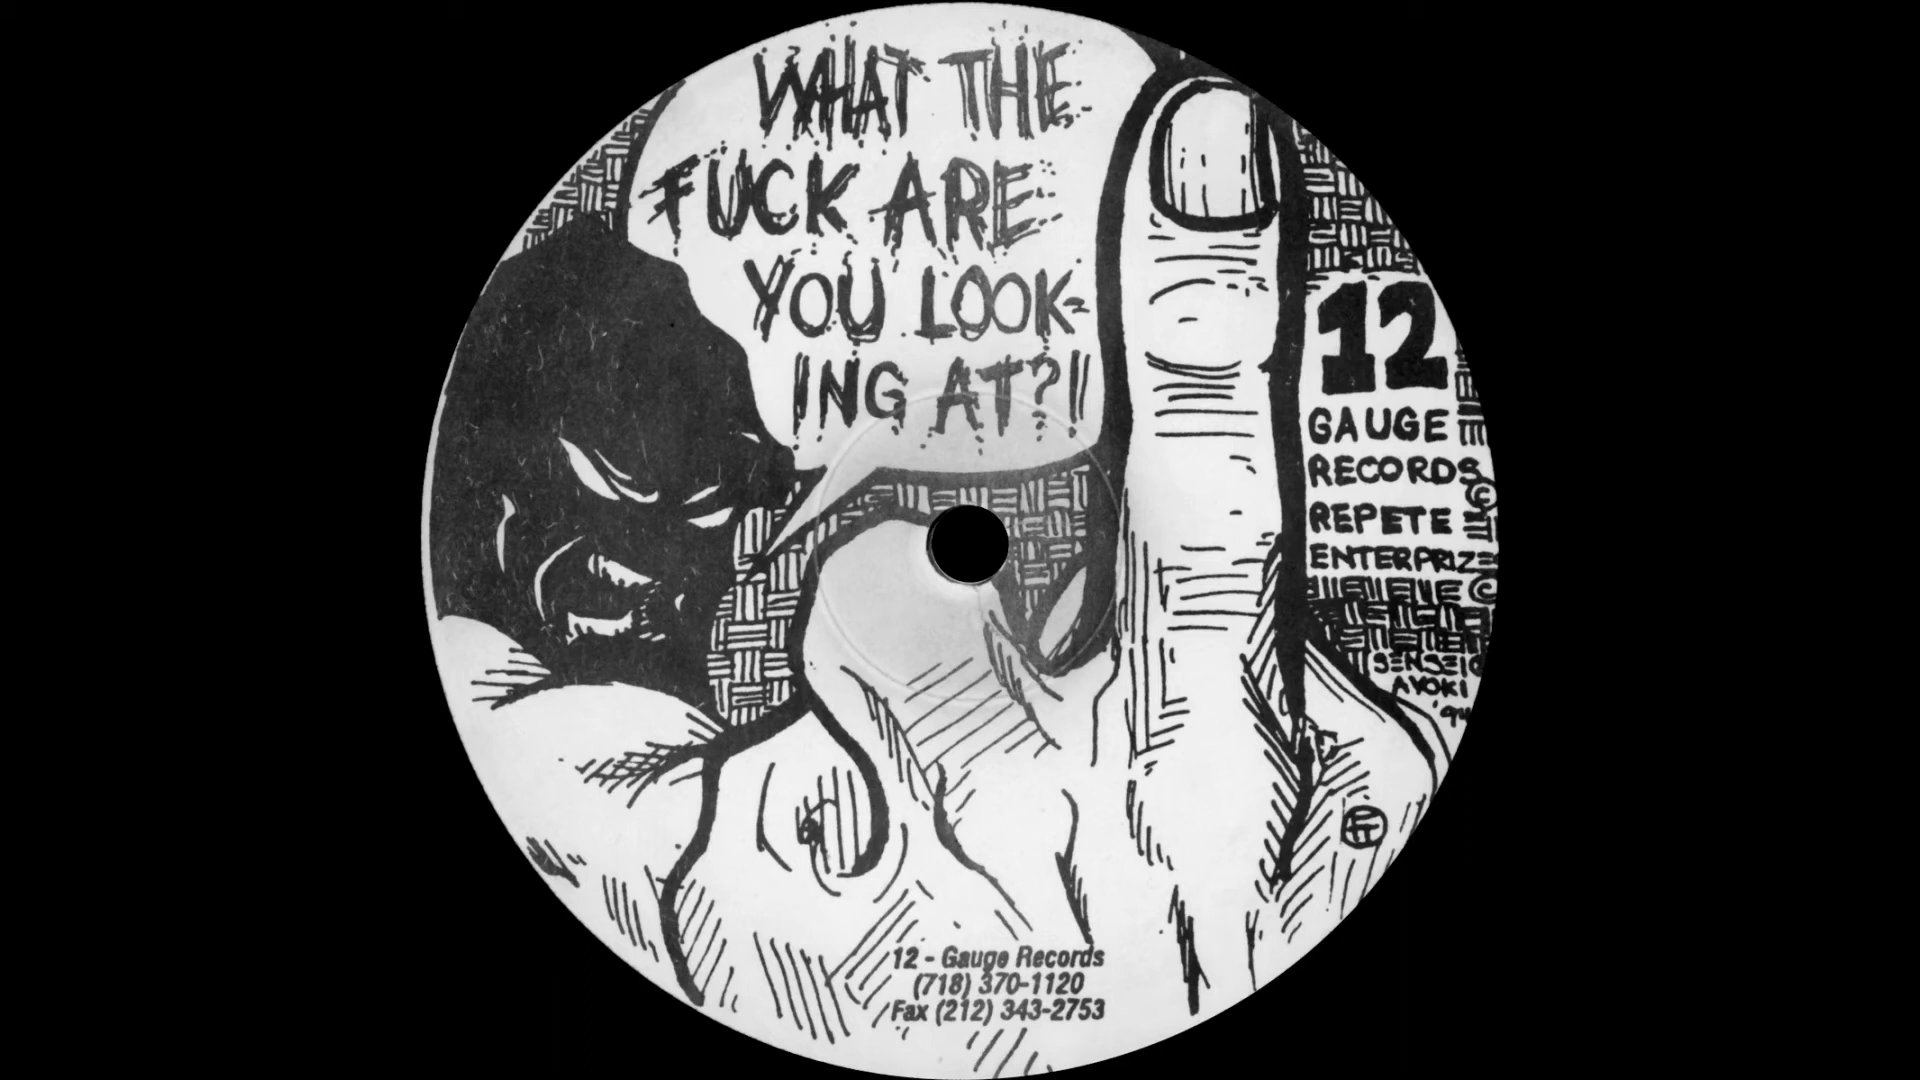 WHAT THE
FUCK ARE
YOU LOOK-
ING AT?!
12
GAUGE
RECORDS ©
REPETE
ENTERPRIZE ©
SENSEI
AYOKI
12 - Gauge Records
(718) 370-1120
Fax (212) 343-2753